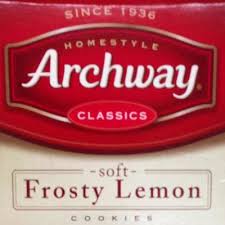 SINCE 1936
HOMESTYLE
Archway®
CLASSICS
soft
Frosty Lemon
COOKIES